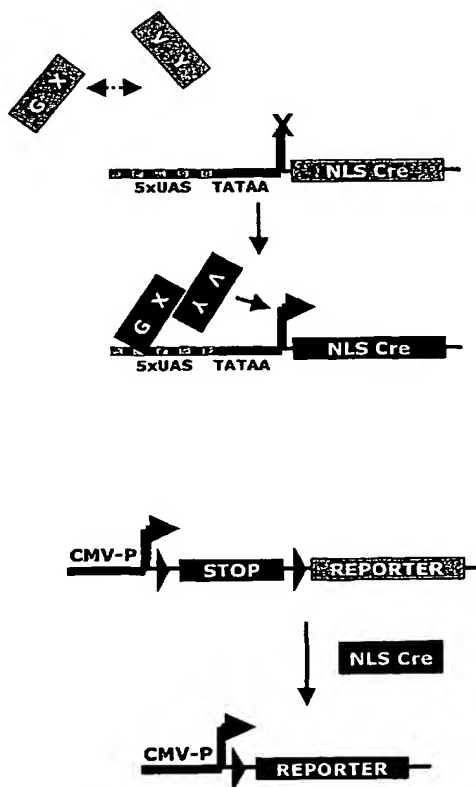 G X
V Y
X
NLS Cre
5xUAS TATAA
G X
V Y
NLS Cre
5xUAS TATAA
CMV-P
STOP REPORTER
NLS Cre
CMV-P
REPORTER